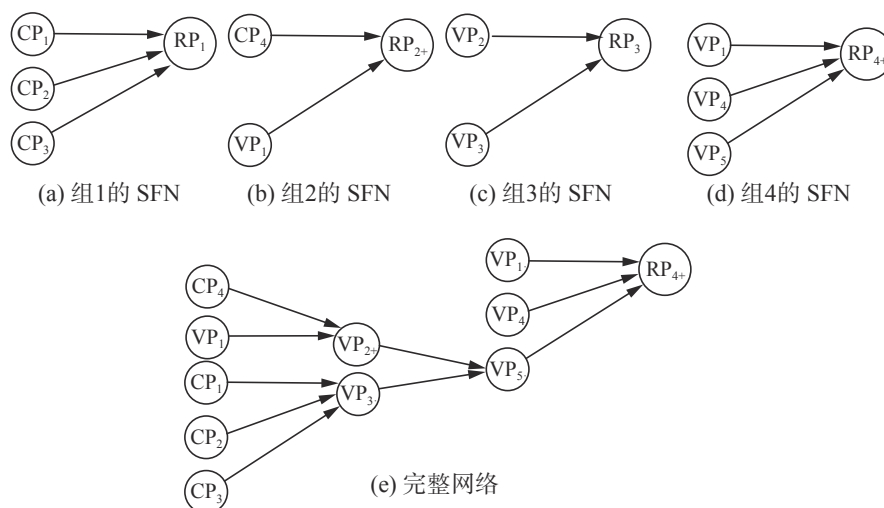 CP1
CP2
CP3
RP1
CP4
VP1
RP2+
VP2
VP3
RP3
VP1
VP4
VP5
RP4+
(a) 组1的 SFN
(b) 组2的 SFN
(c) 组3的 SFN
(d) 组4的 SFN
CP4
VP1
CP1
CP2
CP3
VP2+
VP3
VP1
VP4
VP5
RP4+
(e) 完整网络